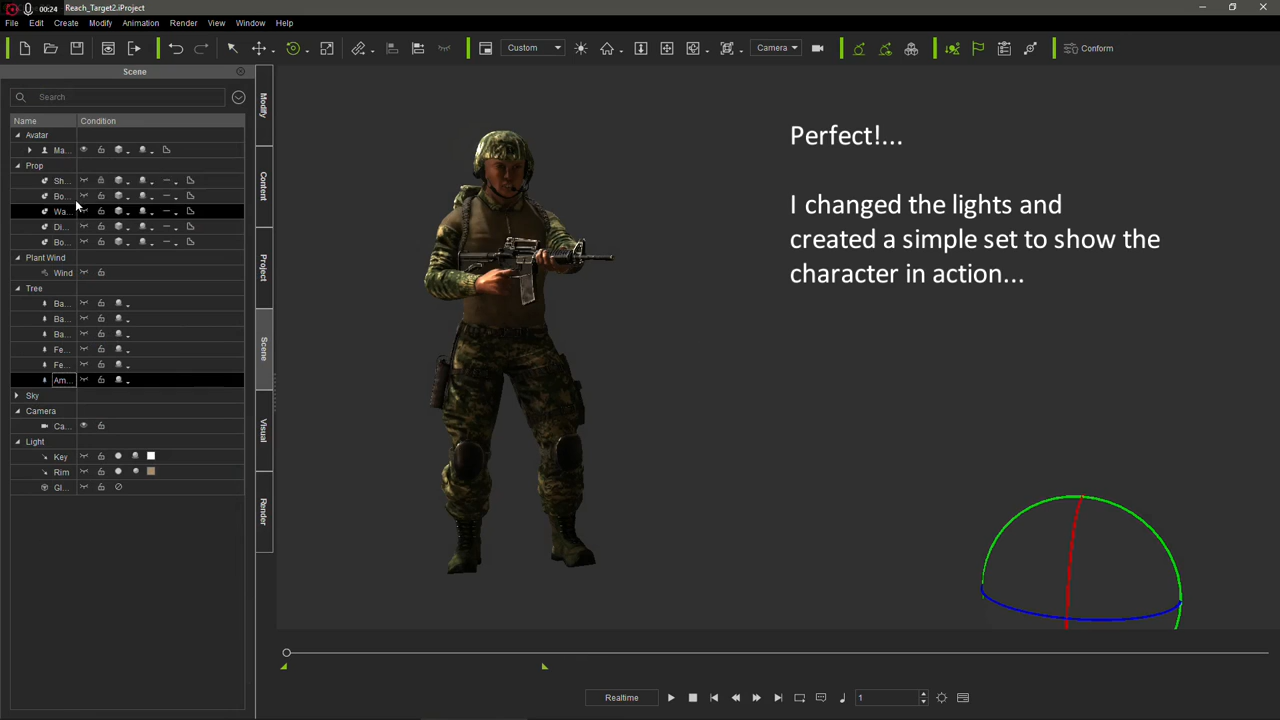 00:24
Reach_Target2.iProject
File Edit Create Modify Animation Render View Window Help
Custom
Camera
Conform
Scene
Search
Name Condition
Avatar
Ma...
Prop
Sh...
Bo...
Wa...
Di...
Bo...
Plant Wind
Wind
Tree
Ba...
Ba...
Ba...
Fe...
Fe...
Am...
Sky
Camera
Ca...
Light
Key
Rim
Gl...
Modify
Content
Project
Scene
Visual
Render
Perfect!...
I changed the lights and
created a simple set to show the
character in action...
Realtime
1